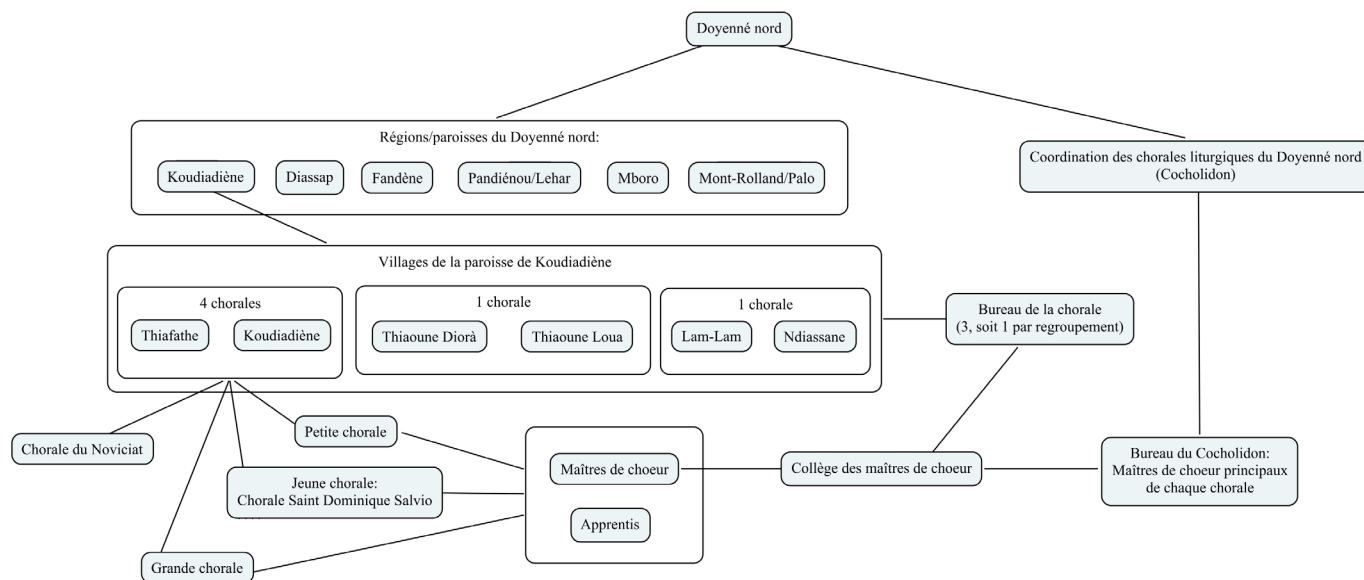 Doyenné nord
Régions/paroisses du Doyenné nord:
Koudiadiène
Diassap
Fandène
Pandiénou/Lehar
Mboro
Mont-Rolland/Palo
Coordination des chorales liturgiques du Doyenné nord
(Cocholidon)
Villages de la paroisse de Koudiadiène
4 chorales
Thiafathe
Koudiadiène
1 chorale
Thiaoune Diorà
Thiaoune Loua
1 chorale
Lam-Lam
Ndiassane
Bureau de la chorale
(3, soit 1 par regroupement)
Chorale du Noviciat
Petite chorale
Jeune chorale:
Chorale Saint Dominique Salvio
Grande chorale
Maîtres de choeur
Apprentis
Collège des maîtres de choeur
Bureau du Cocholidon:
Maîtres de choeur principaux
de chaque chorale